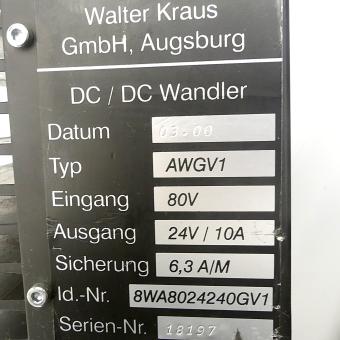 Walter Kraus
GmbH, Augsburg
DC / DC Wandler
Datum 03-00
Typ AWGV1
Eingang 80V
Ausgang 24V / 10A
Sicherung 6,3 A/M
Id.-Nr. 8WA8024240GV1
Serien-Nr. 18197